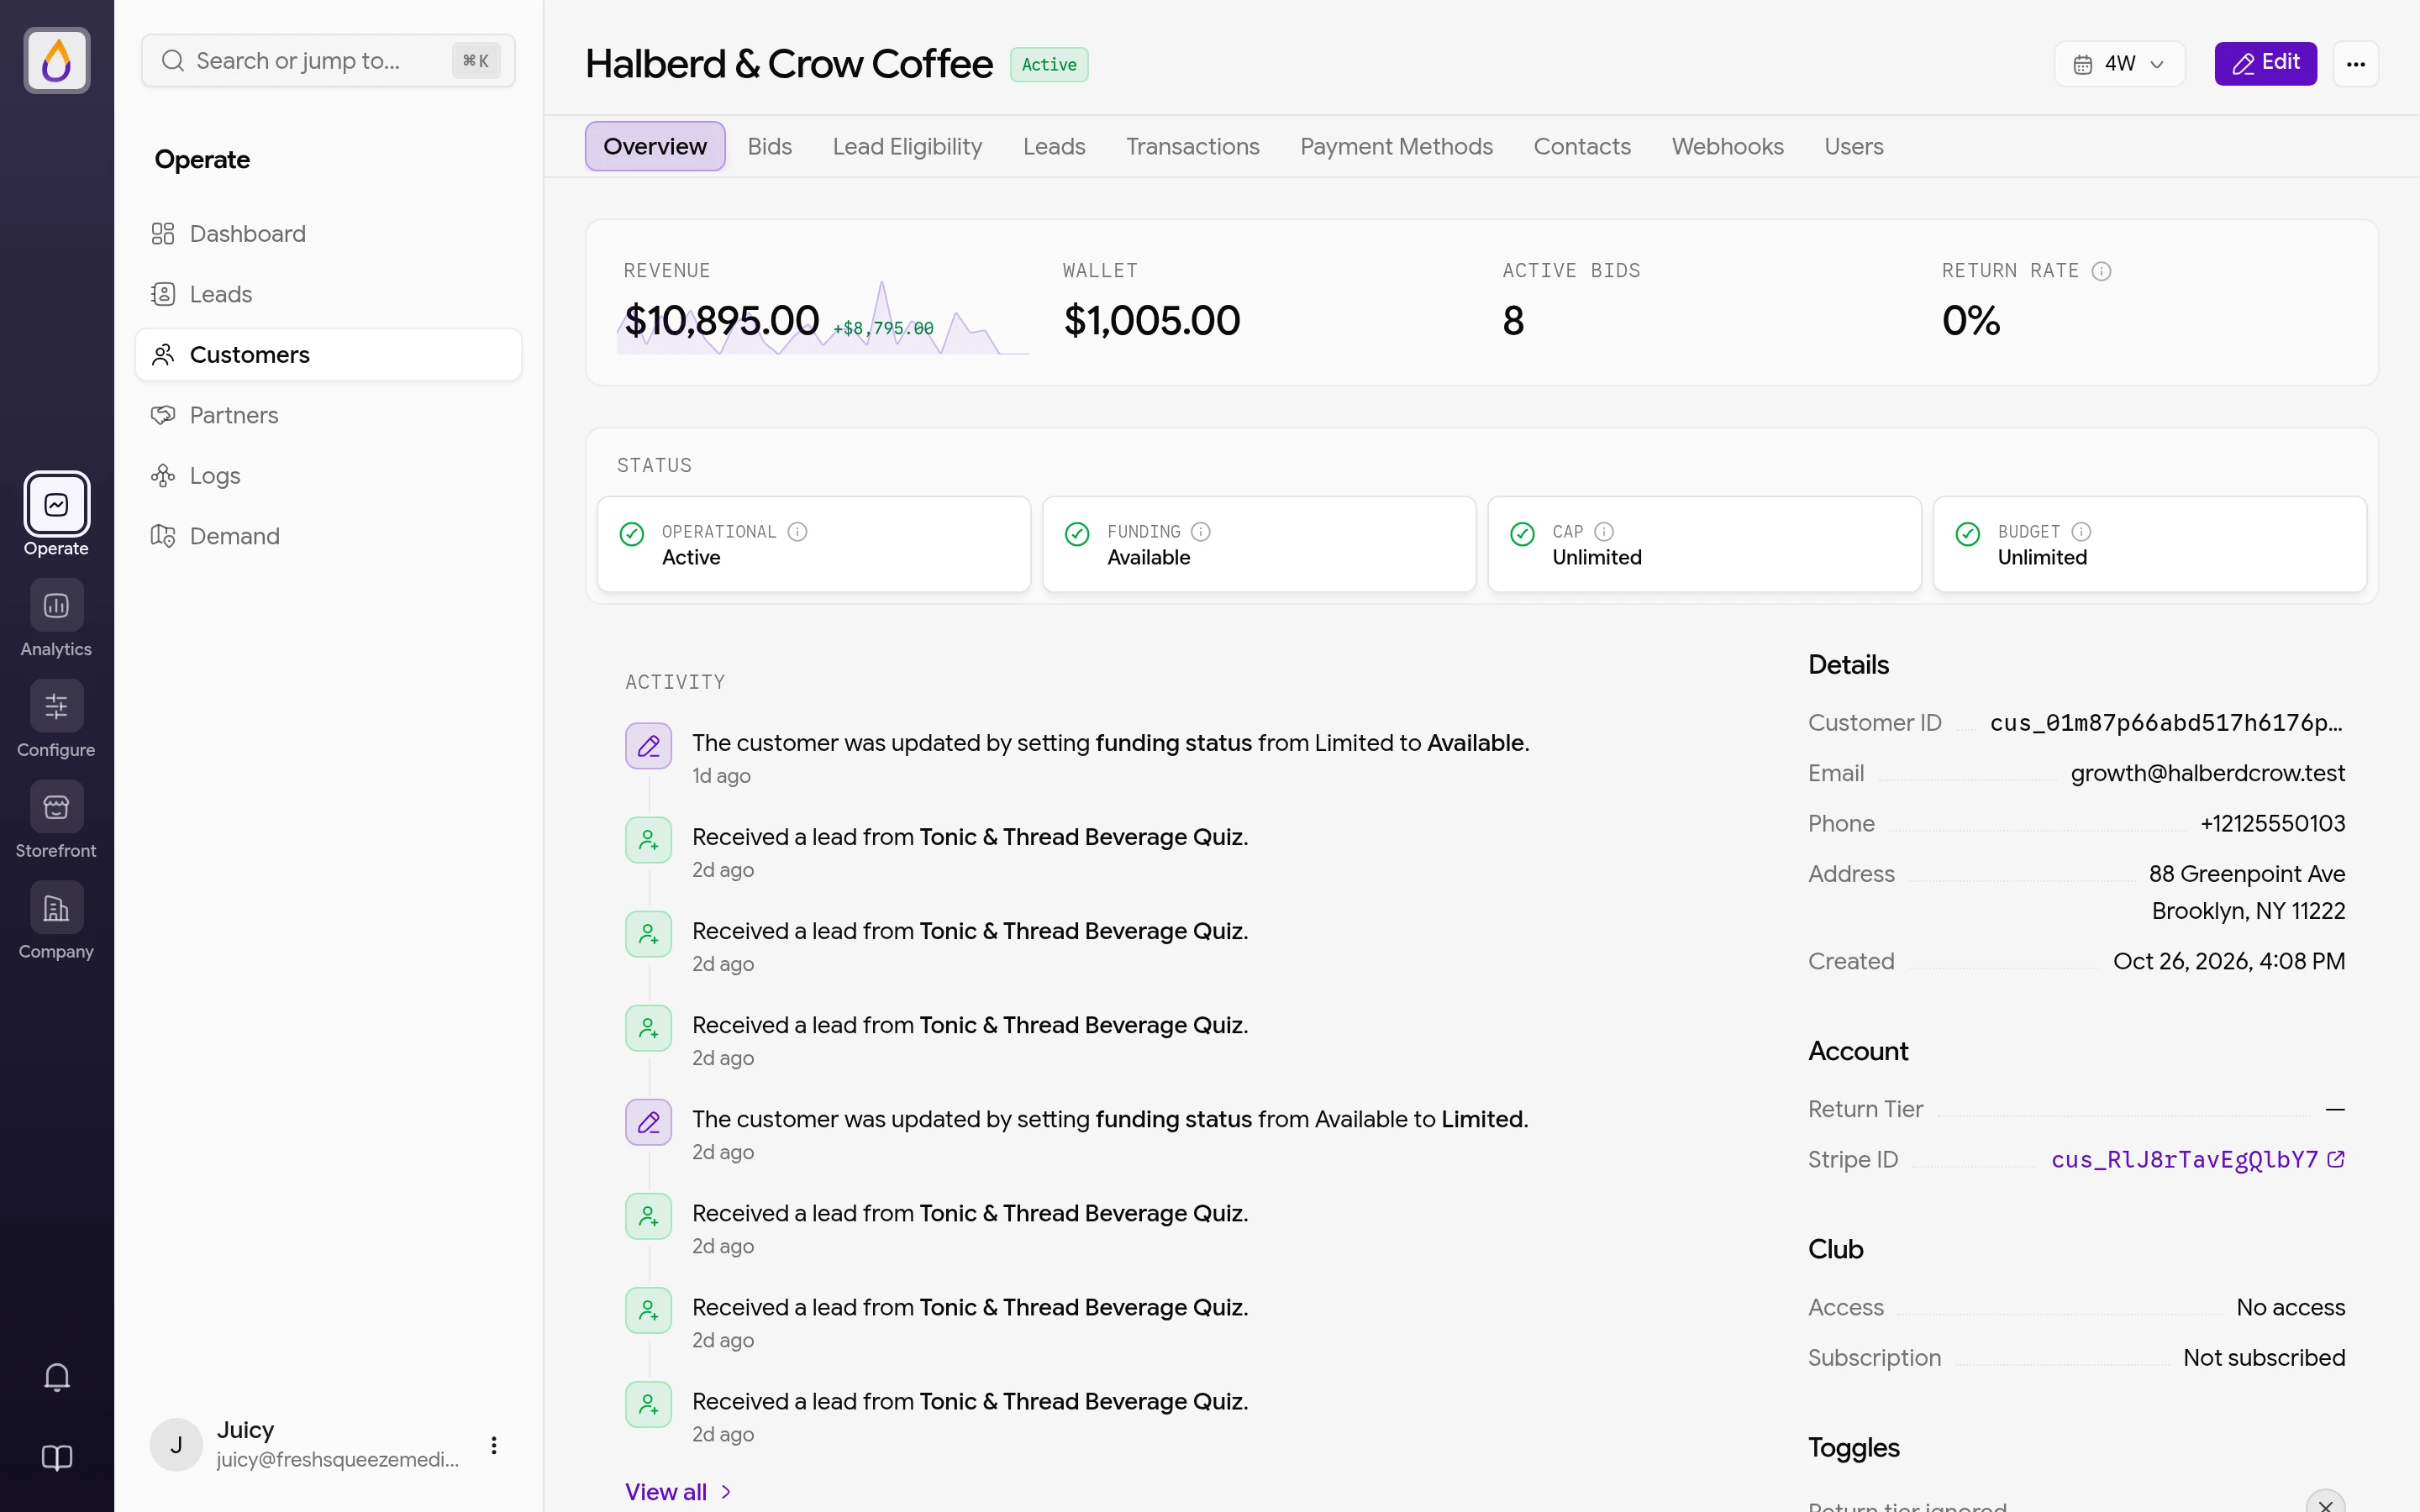 Search or jump to...
⌘K
Operate
Dashboard
Leads
Customers
Partners
Logs
Demand
Operate
Analytics
Configure
Storefront
Company
J
Juicy
juicy@freshsqueezemedi...
Halberd & Crow Coffee
Active
4W
Edit
Overview
Bids
Lead Eligibility
Leads
Transactions
Payment Methods
Contacts
Webhooks
Users
REVENUE
$10,895.00 +$8,795.00
WALLET
$1,005.00
ACTIVE BIDS
8
RETURN RATE
0%
STATUS
OPERATIONAL
Active
FUNDING
Available
CAP
Unlimited
BUDGET
Unlimited
ACTIVITY
The customer was updated by setting funding status from Limited to Available.
1d ago
Received a lead from Tonic & Thread Beverage Quiz.
2d ago
Received a lead from Tonic & Thread Beverage Quiz.
2d ago
Received a lead from Tonic & Thread Beverage Quiz.
2d ago
The customer was updated by setting funding status from Available to Limited.
2d ago
Received a lead from Tonic & Thread Beverage Quiz.
2d ago
Received a lead from Tonic & Thread Beverage Quiz.
2d ago
Received a lead from Tonic & Thread Beverage Quiz.
2d ago
View all
Details
Customer ID cus_01m87p66abd517h6176p...
Email growth@halberdcrow.test
Phone +12125550103
Address 88 Greenpoint Ave
Brooklyn, NY 11222
Created Oct 26, 2026, 4:08 PM
Account
Return Tier —
Stripe ID cus_RlJ8rTavEgQlbY7
Club
Access No access
Subscription Not subscribed
Toggles
Return tier ignored